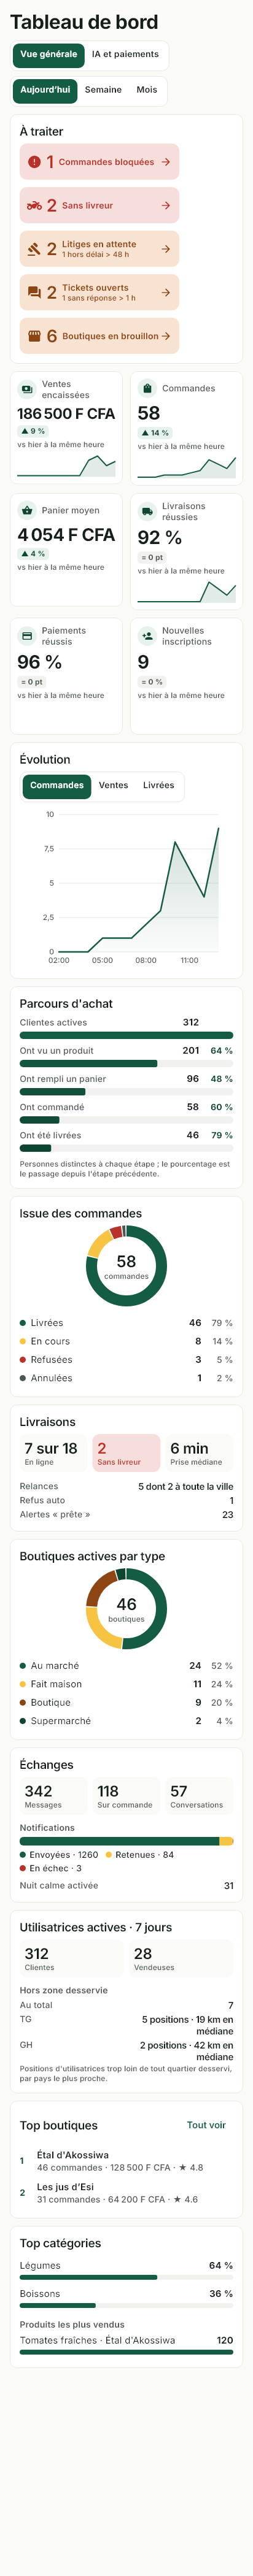 Tableau de bord
Vue générale IA et paiements
Aujourd'hui Semaine Mois
À traiter
1 Commandes bloquées
2 Sans livreur
2 Litiges en attente
1 hors délai > 48 h
2 Tickets ouverts
1 sans réponse > 1 h
6 Boutiques en brouillon
Ventes encaissées
186 500 F CFA
▲ 9 %
vs hier à la même heure
Commandes
58
▲ 14 %
vs hier à la même heure
Panier moyen
4 054 F CFA
▲ 4 %
vs hier à la même heure
Livraisons réussies
92 %
= 0 pt
vs hier à la même heure
Paiements réussis
96 %
= 0 pt
vs hier à la même heure
Nouvelles inscriptions
9
= 0 %
vs hier à la même heure
Évolution
Commandes Ventes Livrées
10
7,5
5
2,5
0
02:00 05:00 08:00 11:00
Parcours d'achat
Clientes actives 312
Ont vu un produit 201 64 %
Ont rempli un panier 96 48 %
Ont commandé 58 60 %
Ont été livrées 46 79 %
Personnes distinctes à chaque étape ; le pourcentage est
le passage depuis l'étape précédente.
Issue des commandes
58
commandes
Livrées 46 79 %
En cours 8 14 %
Refusées 3 5 %
Annulées 1 2 %
Livraisons
7 sur 18
En ligne
2
Sans livreur
6 min
Prise médiane
Relances 5 dont 2 à toute la ville
Refus auto 1
Alertes « prête » 23
Boutiques actives par type
46
boutiques
Au marché 24 52 %
Fait maison 11 24 %
Boutique 9 20 %
Supermarché 2 4 %
Échanges
342
Messages
118
Sur commande
57
Conversations
Notifications
Envoyées · 1260 Retenues · 84
En échec · 3
Nuit calme activée 31
Utilisatrices actives · 7 jours
312
Clientes
28
Vendeuses
Hors zone desservie
Au total 7
TG 5 positions · 19 km en
médiane
GH 2 positions · 42 km en
médiane
Positions d'utilisatrices trop loin de tout quartier desservi,
par pays le plus proche.
Top boutiques Tout voir
1 Étal d'Akossiwa
46 commandes · 128 500 F CFA · ★ 4.8
2 Les jus d'Esi
31 commandes · 64 200 F CFA · ★ 4.6
Top catégories
Légumes 64 %
Boissons 36 %
Produits les plus vendus
Tomates fraîches · Étal d'Akossiwa 120